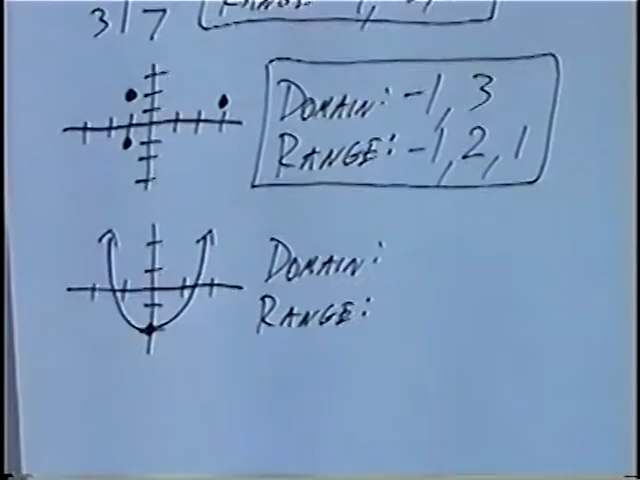 3 | 7
DOMAIN: -1, 3
RANGE: -1, 2, 1
DOMAIN:
RANGE: